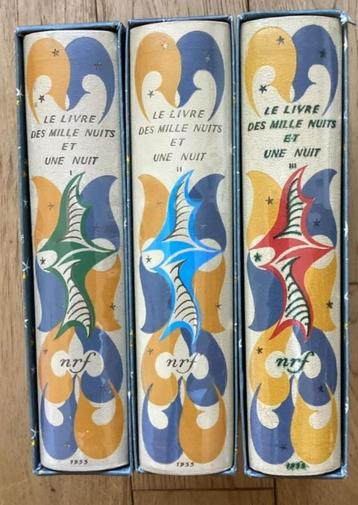 LE LIVRE
DES MILLE NUITS
ET
UNE NUIT
I
nrf
1955
LE LIVRE
DES MILLE NUITS
ET
UNE NUIT
II
nrf
1955
LE LIVRE
DES MILLE NUITS
ET
UNE NUIT
III
nrf
1955